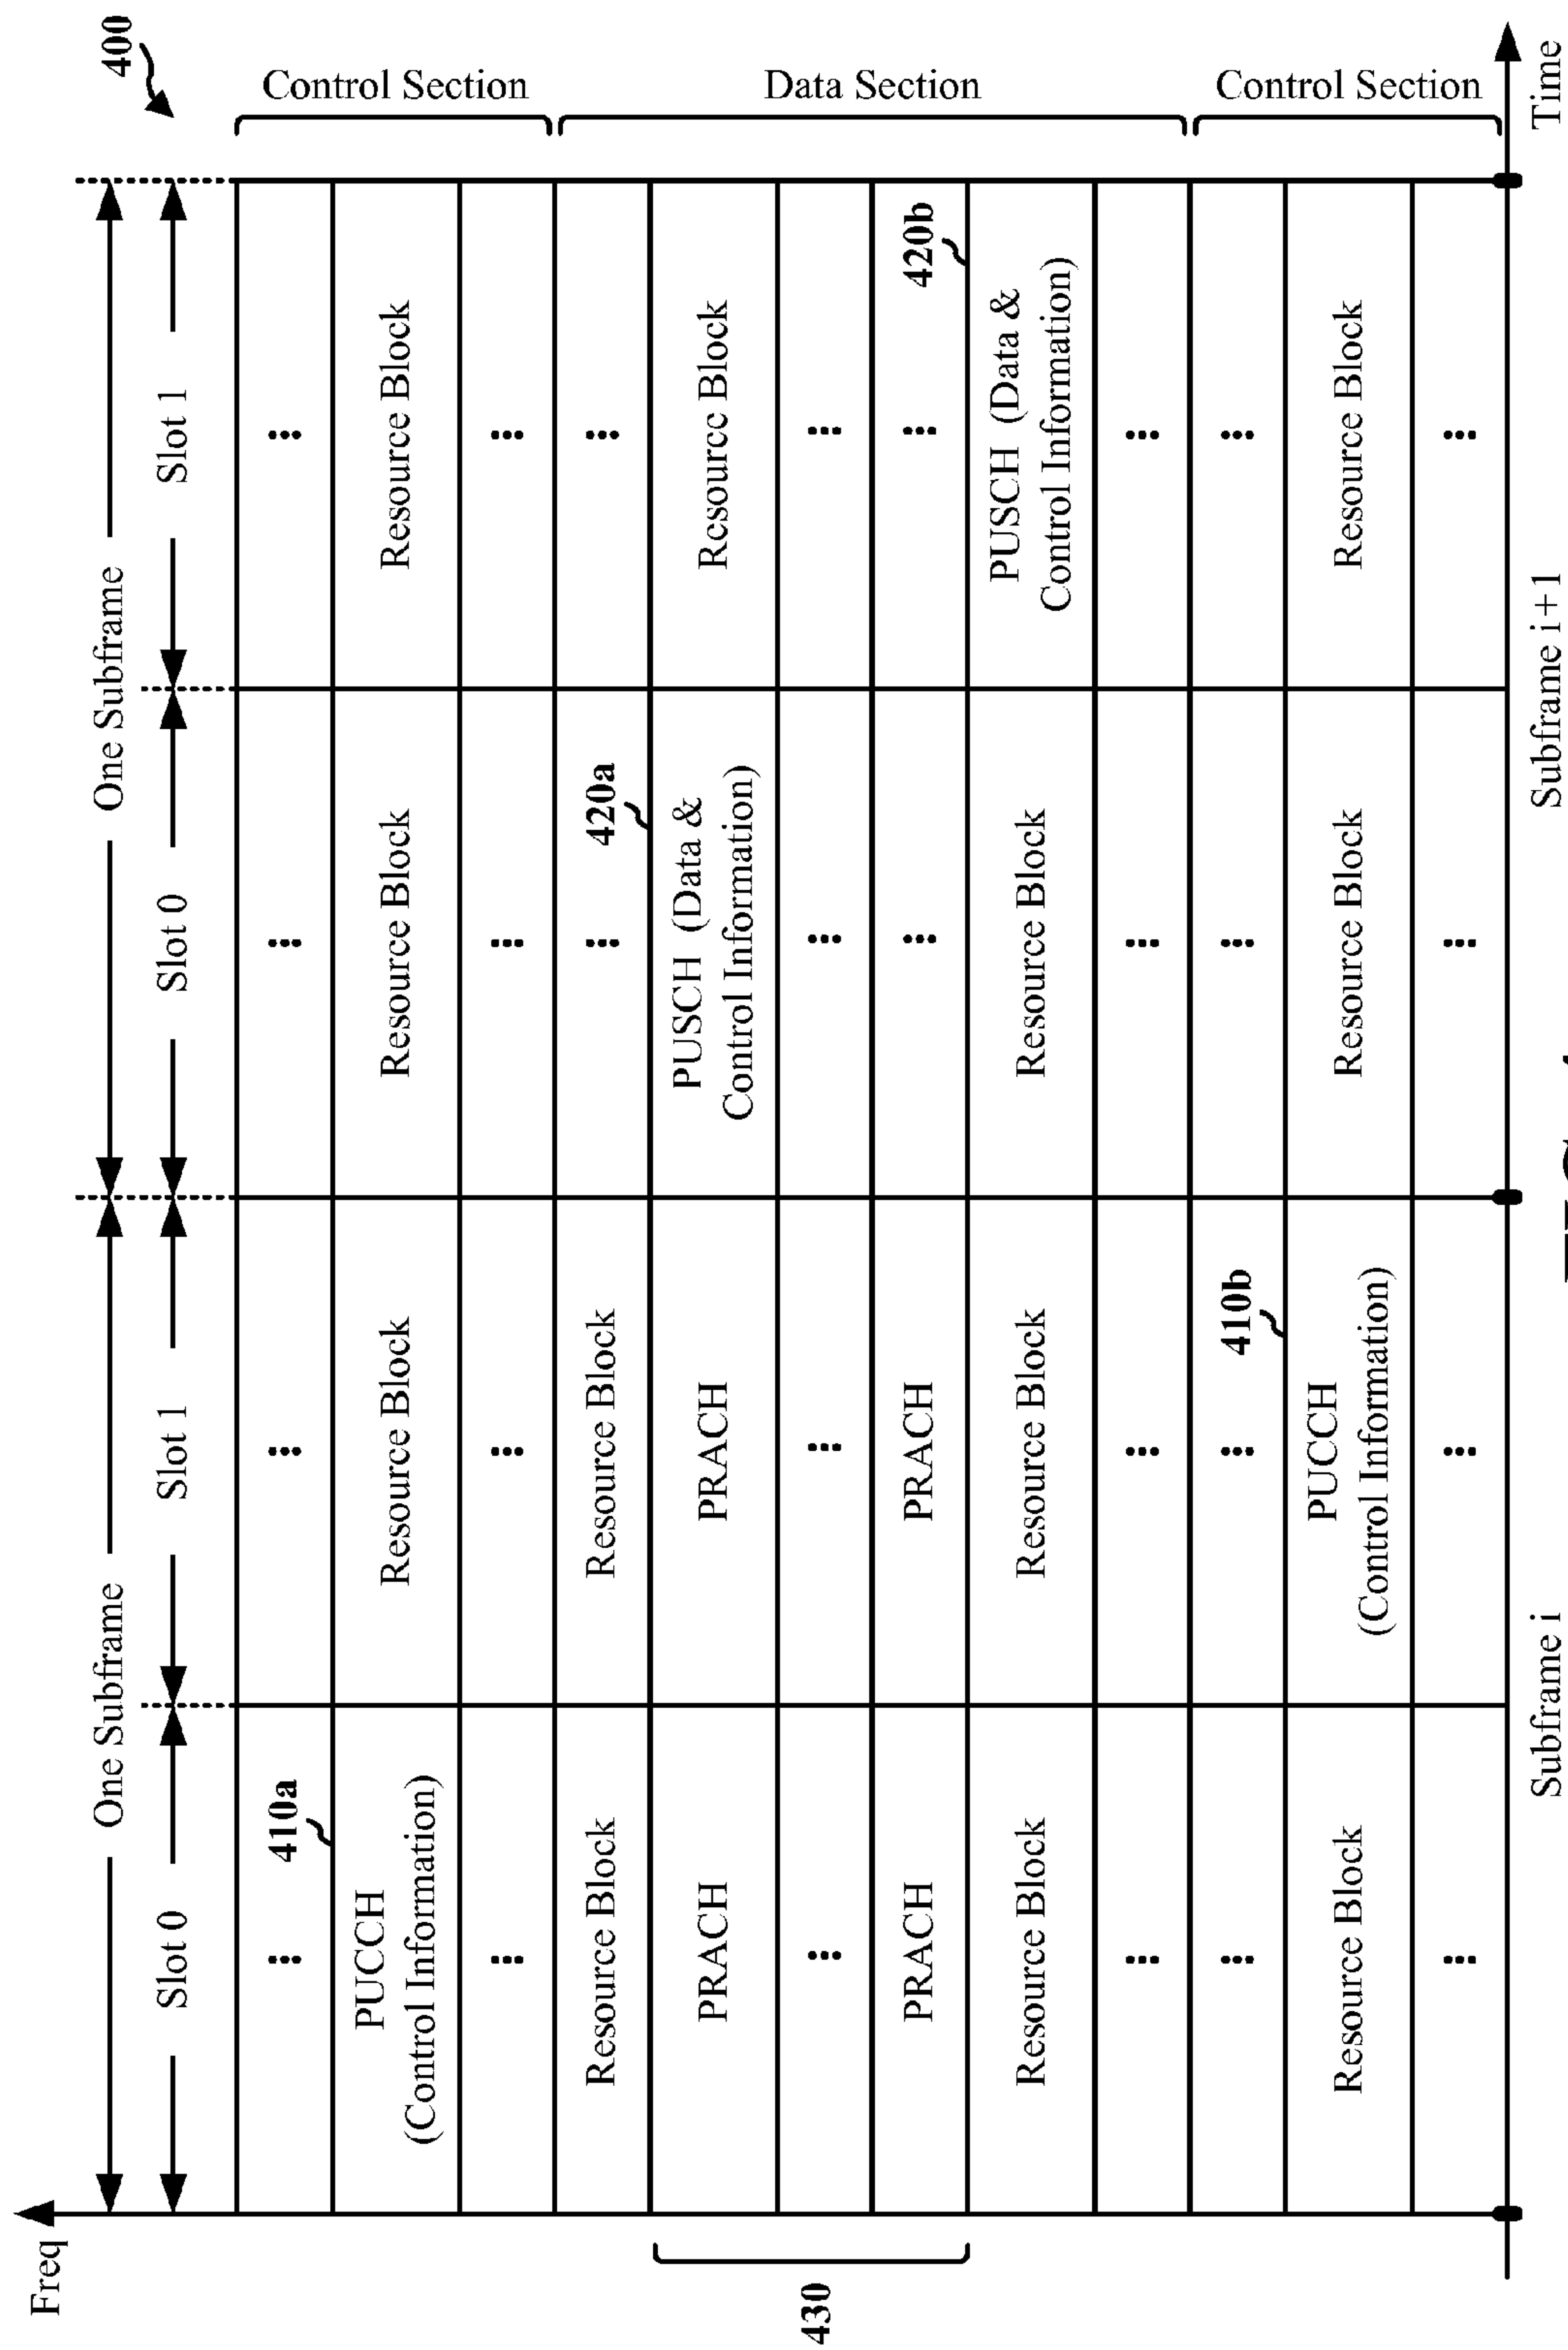 400
Freq
One Subframe
One Subframe
Slot 0
Slot 1
Slot 0
Slot 1
Control Section
Data Section
Control Section
...
...
...
...
410a
PUCCH
(Control Information)
Resource Block
Resource Block
Resource Block
...
...
...
...
Resource Block
Resource Block
...
...
420a
430
PRACH
PRACH
PUSCH (Data &
Control Information)
Resource Block
...
...
...
...
PRACH
PRACH
...
...
420b
Resource Block
Resource Block
Resource Block
PUSCH (Data &
Control Information)
...
...
...
...
...
...
...
...
410b
Resource Block
PUCCH
(Control Information)
Resource Block
Resource Block
...
...
...
...
Subframe i
Subframe i+1
Time